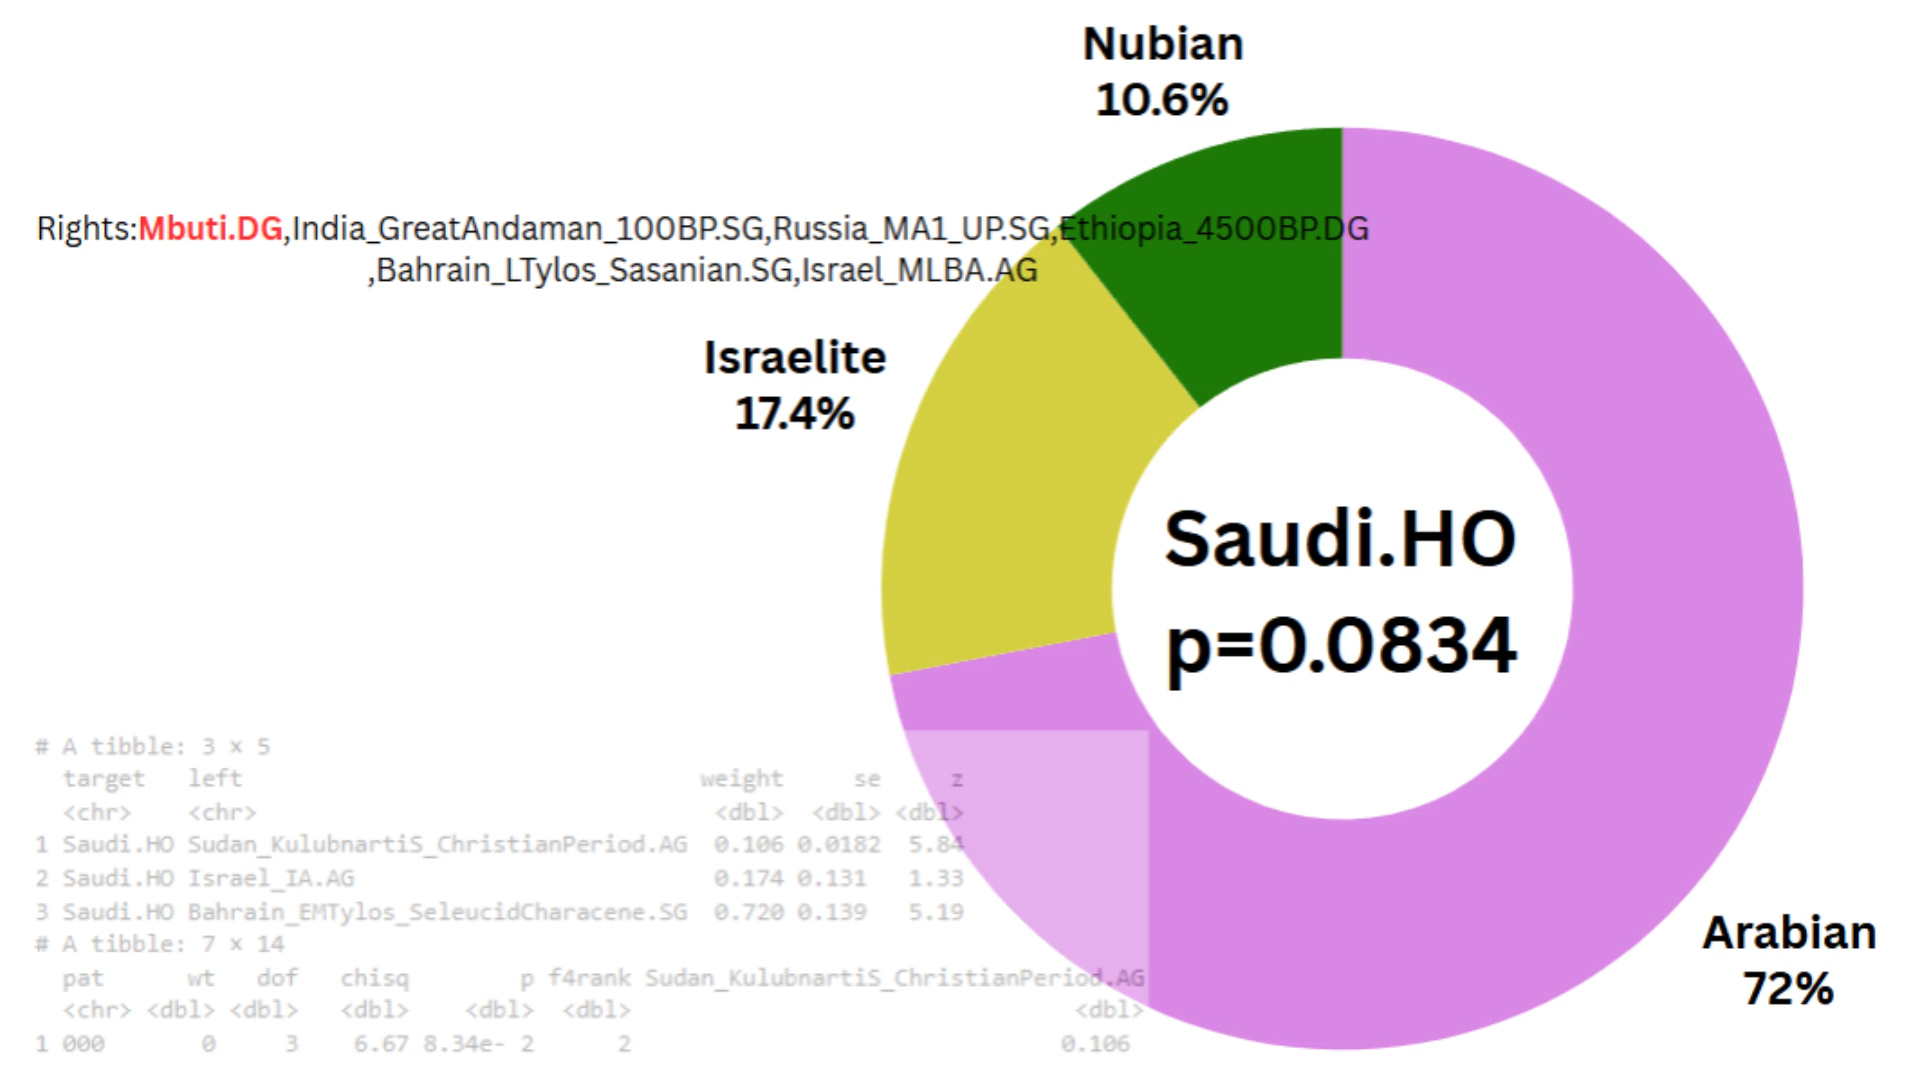 Nubian
10.6%
Rights:Mbuti.DG,India_GreatAndaman_100BP.SG,Russia_MA1_UP.SG,Ethiopia_4500BP.DG
,Bahrain_LTylos_Sasanian.SG,Israel_MLBA.AG
Israelite
17.4%
Saudi.HO
p=0.0834
# A tibble: 3 × 5
target left weight se z
<chr> <chr> <dbl> <dbl> <dbl>
1 Saudi.HO Sudan_KulubnartiS_ChristianPeriod.AG 0.106 0.0182 5.84
2 Saudi.HO Israel_IA.AG 0.174 0.131 1.33
3 Saudi.HO Bahrain_EMTylos_SeleucidCharacene.SG 0.720 0.139 5.19
# A tibble: 7 × 14
pat wt dof chisq p f4rank Sudan_KulubnartiS_ChristianPeriod.AG
<chr> <dbl> <dbl> <dbl> <dbl> <dbl> <dbl>
1 000 0 3 6.67 8.34e- 2 2 0.106
Arabian
72%